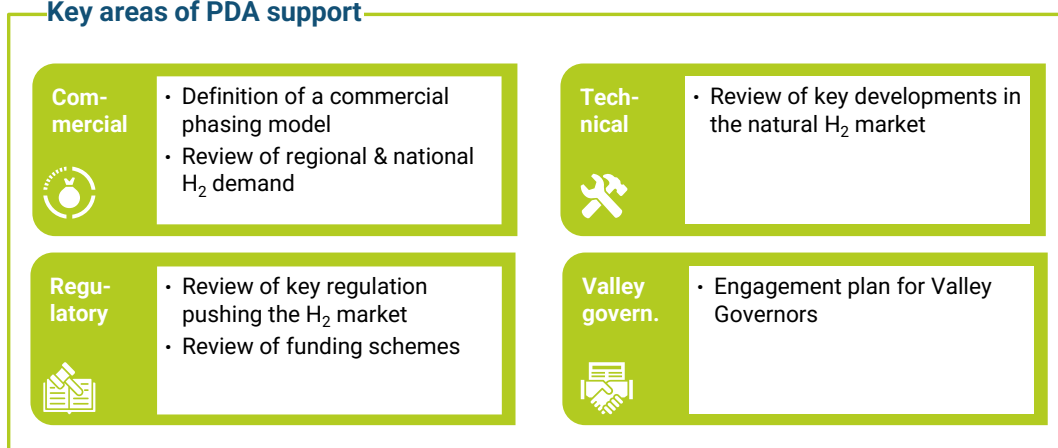 Key areas of PDA support
Com-
mercial
• Definition of a commercial
phasing model
• Review of regional & national
H₂ demand
Tech-
nical
• Review of key developments in
the natural H₂ market
Regu-
latory
• Review of key regulation
pushing the H₂ market
• Review of funding schemes
Valley
govern.
• Engagement plan for Valley
Governors